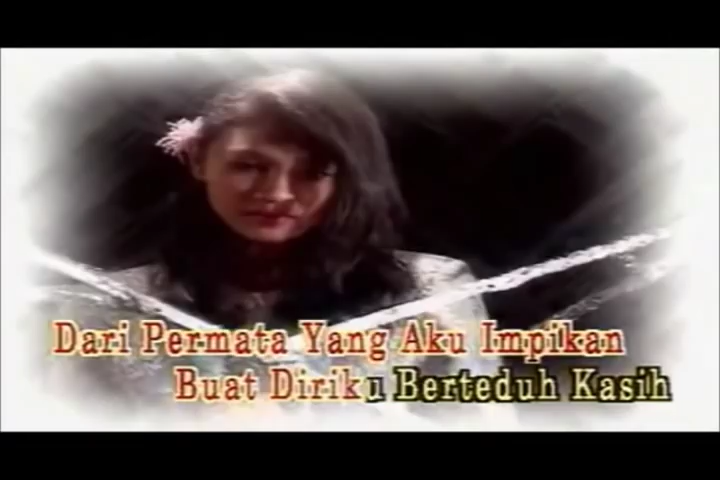 Dari Permata Yang Aku Impikan
Buat Diriku Berteduh Kasih